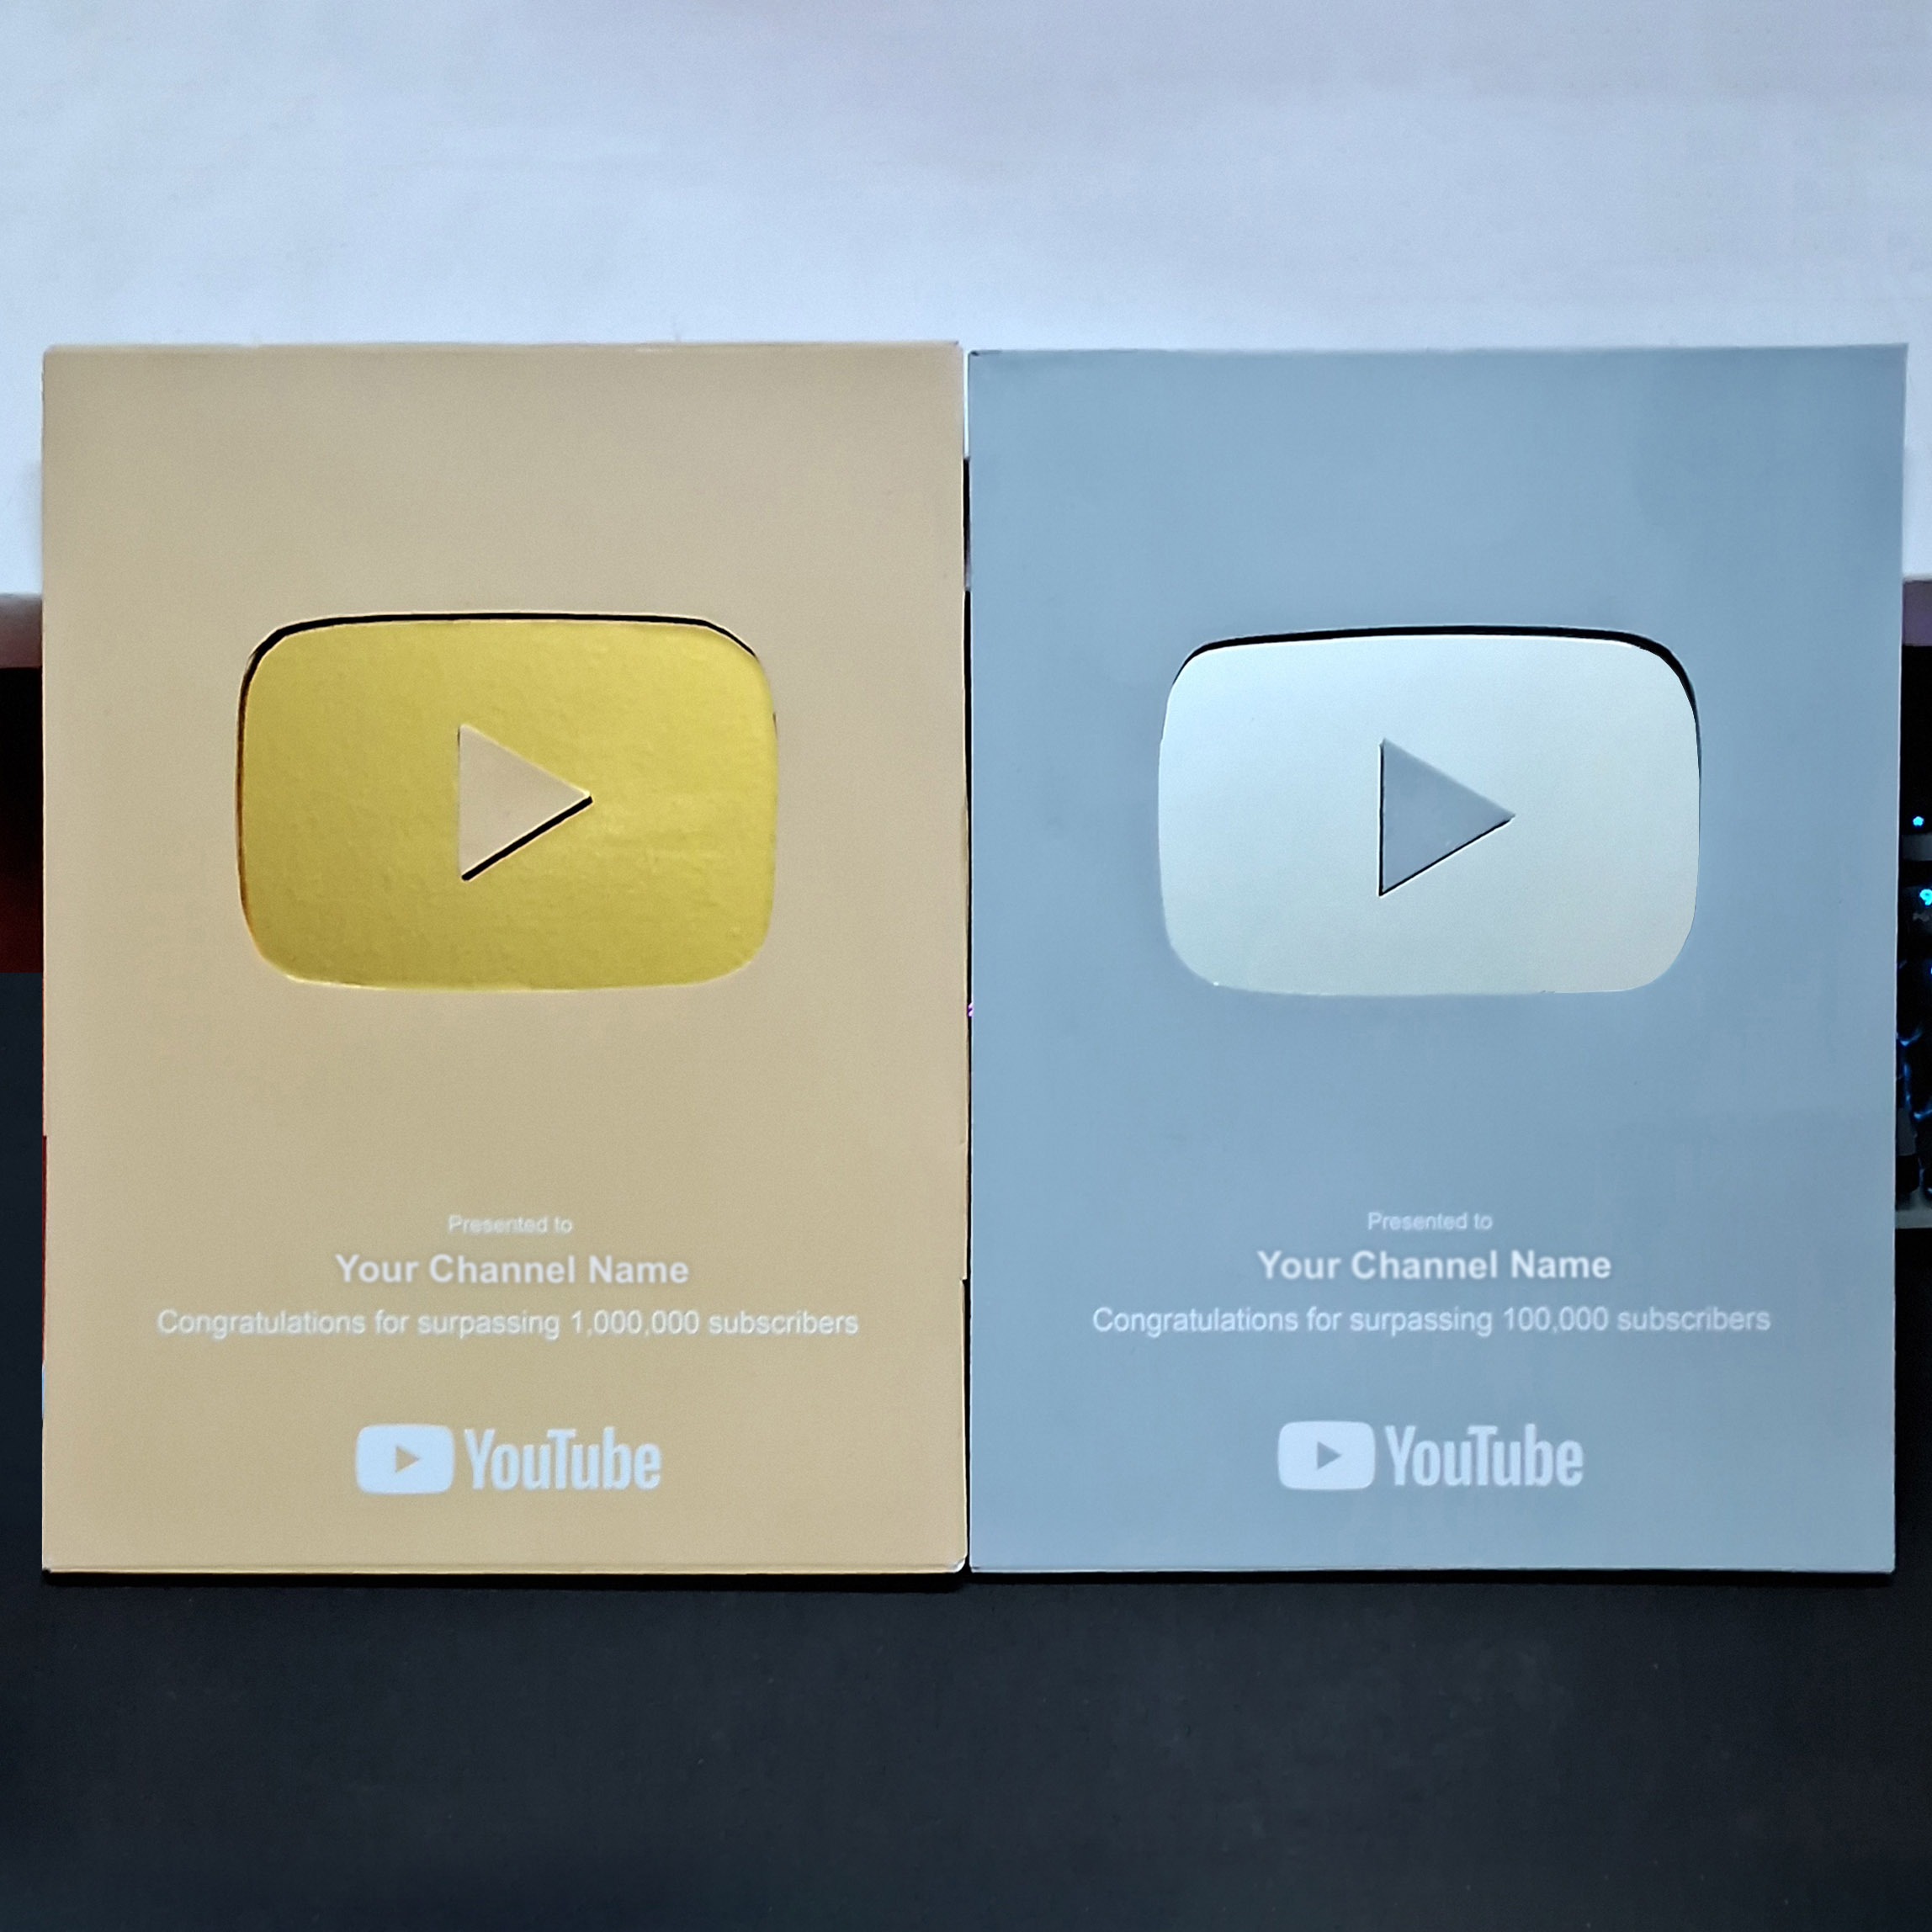 Presented to
Your Channel Name
Congratulations for surpassing 1,000,000 subscribers
YouTube
Presented to
Your Channel Name
Congratulations for surpassing 100,000 subscribers
YouTube